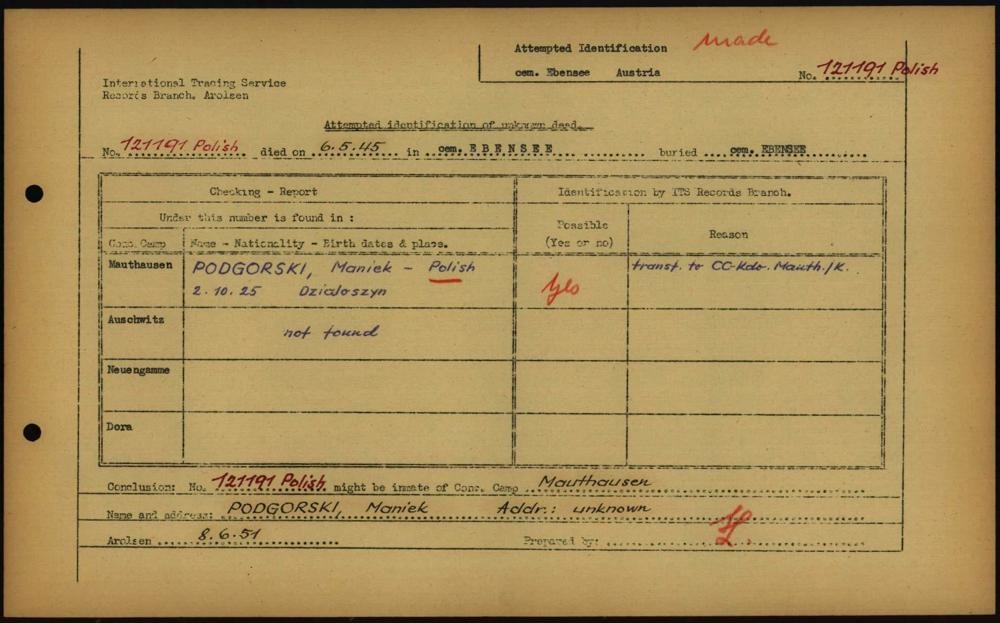 Attempted Identification made
cem. Ebensee Austria No. 121191 Polish
International Tracing Service
Records Branch, Arolsen
Attempted identification of unknown dead.
No. 121191 Polish died on 6.5.45 in cem. EBENSEE buried cem. EBENSEE
Checking - Report Identification by ITS Records Branch.
Under this number is found in :
Possible
(Yes or no) Reason
Conc. Camp Name - Nationality - Birth dates & place.
Mauthausen PODGORSKI, Maniek - Polish transf. to CC-Kdo. Mauth./K.
2.10.25 Dzialoszyn Yes
Auschwitz not found
Neuengamme
Dora
Conclusion: No. 121191 Polish might be inmate of Conc. Camp Mauthausen
Name and address: PODGORSKI, Maniek Addr.: unknown
Arolsen 8.6.51 Prepared by: